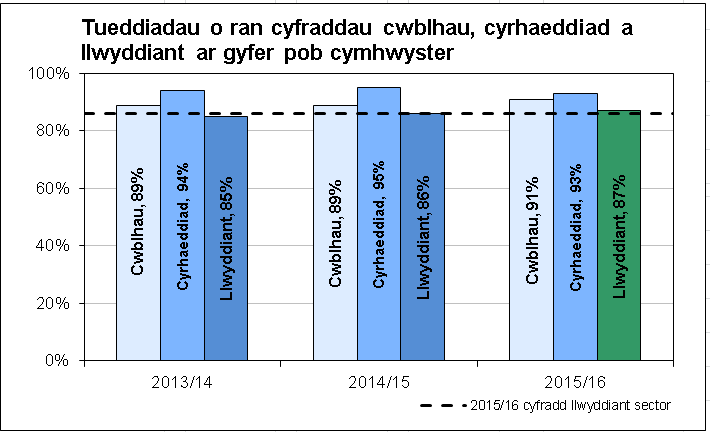 Tueddiadau o ran cyfraddau cwblhau, cyrhaeddiad a
llwyddiant ar gyfer pob cymhwyster
100%
80%
60%
40%
20%
0%
Cwblhau, 89%
Cyrhaeddiad, 94%
Llwyddiant, 85%
Cwblhau, 89%
Cyrhaeddiad, 95%
Llwyddiant, 86%
Cwblhau, 91%
Cyrhaeddiad, 93%
Llwyddiant, 87%
2013/14
2014/15
2015/16
2015/16 cyfradd llwyddiant sector